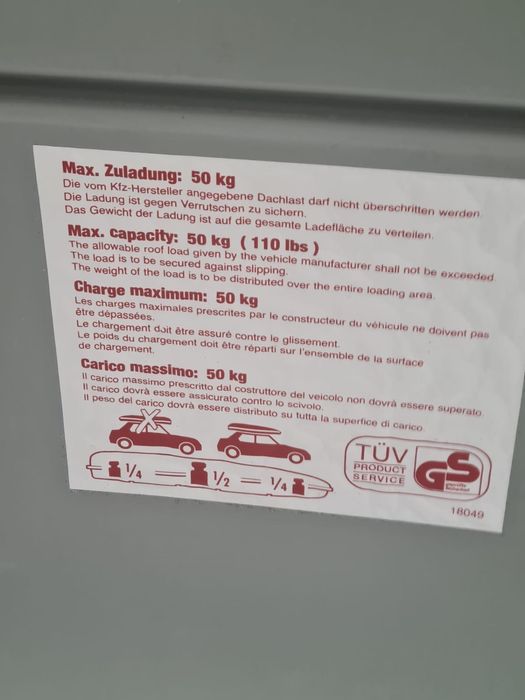 Max. Zuladung: 50 kg
Die vom Kfz-Hersteller angegebene Dachlast darf nicht überschritten werden.
Die Ladung ist gegen Verrutschen zu sichern.
Das Gewicht der Ladung ist auf die gesamte Ladefläche zu verteilen.
Max. capacity: 50 kg ( 110 lbs )
The allowable roof load given by the vehicle manufacturer shall not be exceeded.
The load is to be secured against slipping.
The weight of the load is to be distributed over the entire loading area.
Charge maximum: 50 kg
Les charges maximales prescrites par le constructeur du véhicule ne doivent pas
être dépassées.
Le chargement doit être assuré contre le glissement.
Le poids du chargement doit être réparti sur l'ensemble de la surface
de chargement.
Carico massimo: 50 kg
Il carico massimo prescritto dal costruttore del veicolo non dovrà essere superato.
Il carico dovrà essere assicurato contro lo scivolo.
Il peso del carico dovrà essere distribuito su tutta la superfice di carico.
1/4 = 1/2 = 1/4
TÜV
PRODUCT
SERVICE
GS
geprüfte
Sicherheit
18049